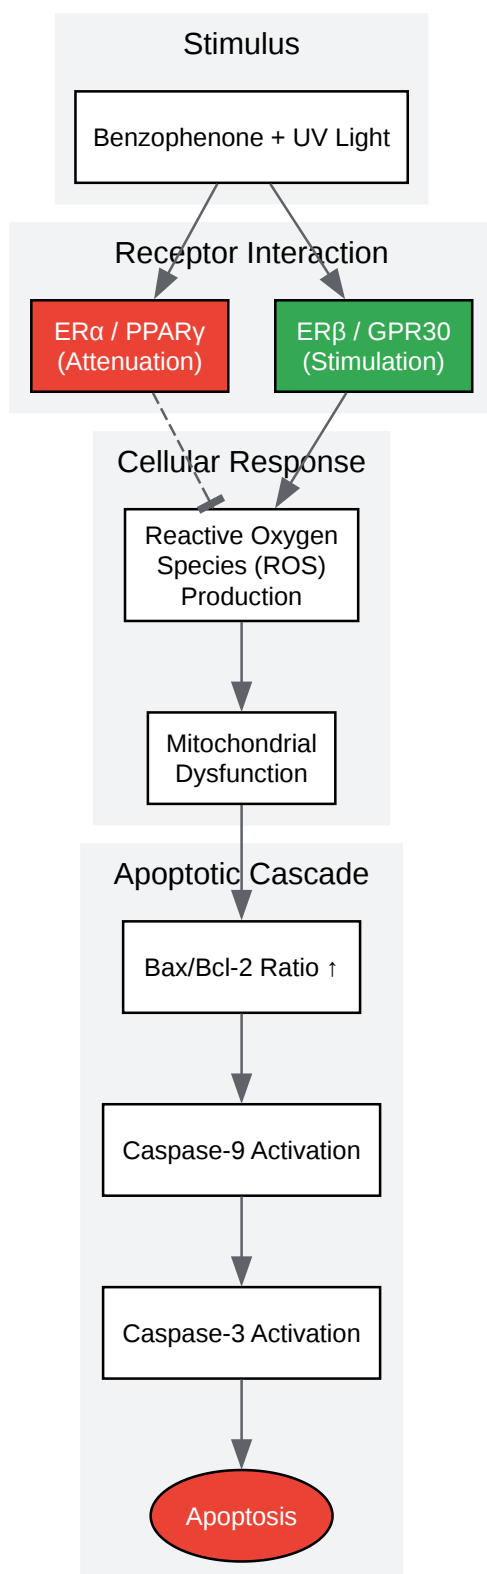 Stimulus
Benzophenone + UV Light
Receptor Interaction
ERα / PPARγ
(Attenuation)
ERβ / GPR30
(Stimulation)
Cellular Response
Reactive Oxygen
Species (ROS)
Production
Mitochondrial
Dysfunction
Apoptotic Cascade
Bax/Bcl-2 Ratio ↑
Caspase-9 Activation
Caspase-3 Activation
Apoptosis